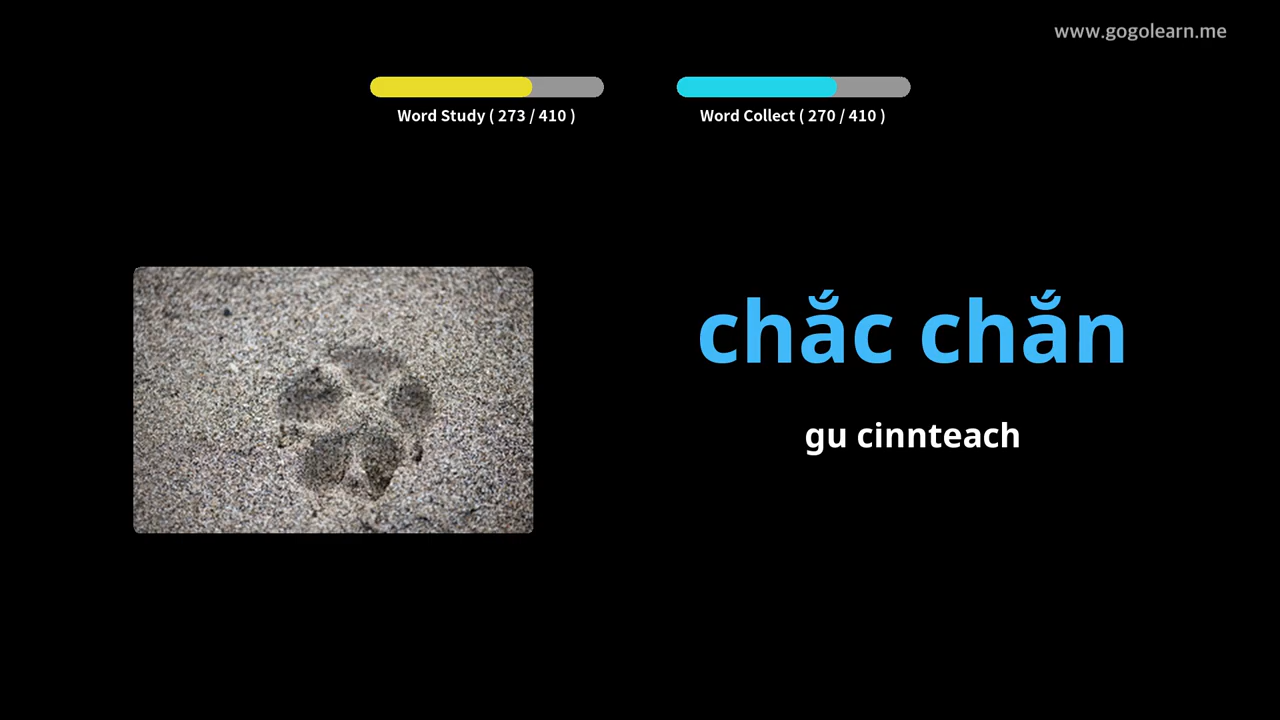 www.gogolearn.me
Word Study ( 273 / 410 )
Word Collect ( 270 / 410 )
chắc chắn
gu cinnteach